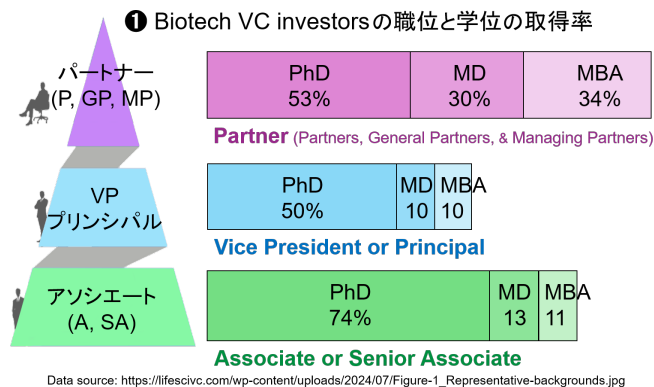 ❶ Biotech VC investorsの職位と学位の取得率
パートナー
(P, GP, MP)
PhD MD MBA
53% 30% 34%
Partner (Partners, General Partners, & Managing Partners)
VP
プリンシパル
PhD MD MBA
50% 10 10
Vice President or Principal
アソシエート
(A, SA)
PhD MD MBA
74% 13 11
Associate or Senior Associate
Data source: https://lifescivc.com/wp-content/uploads/2024/07/Figure-1_Representative-backgrounds.jpg